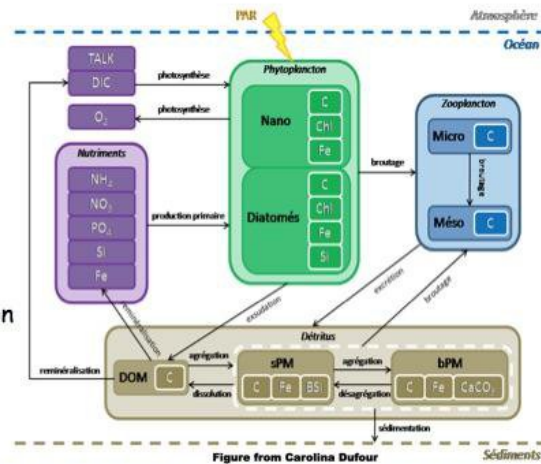 PAR
Atmosphère
Océan
TALK
DIC
photosynthèse
O₂
photosynthèse
Phytoplancton
Nano
C
Chl
Fe
Diatomés
C
Chl
Fe
Si
Zooplancton
Micro
C
broutage
Méso
C
broutage
Nutriments
NH₄
NO₃
PO₄
Si
Fe
production primaire
n
reminéralisation
exsudation
excrétion
broutage
Détritus
reminéralisation
DOM
C
agrégation
dissolution
sPM
C
Fe
BSi
agrégation
désagrégation
bPM
C
Fe
CaCO₃
sédimentation
Sédiments
Figure from Carolina Dufour